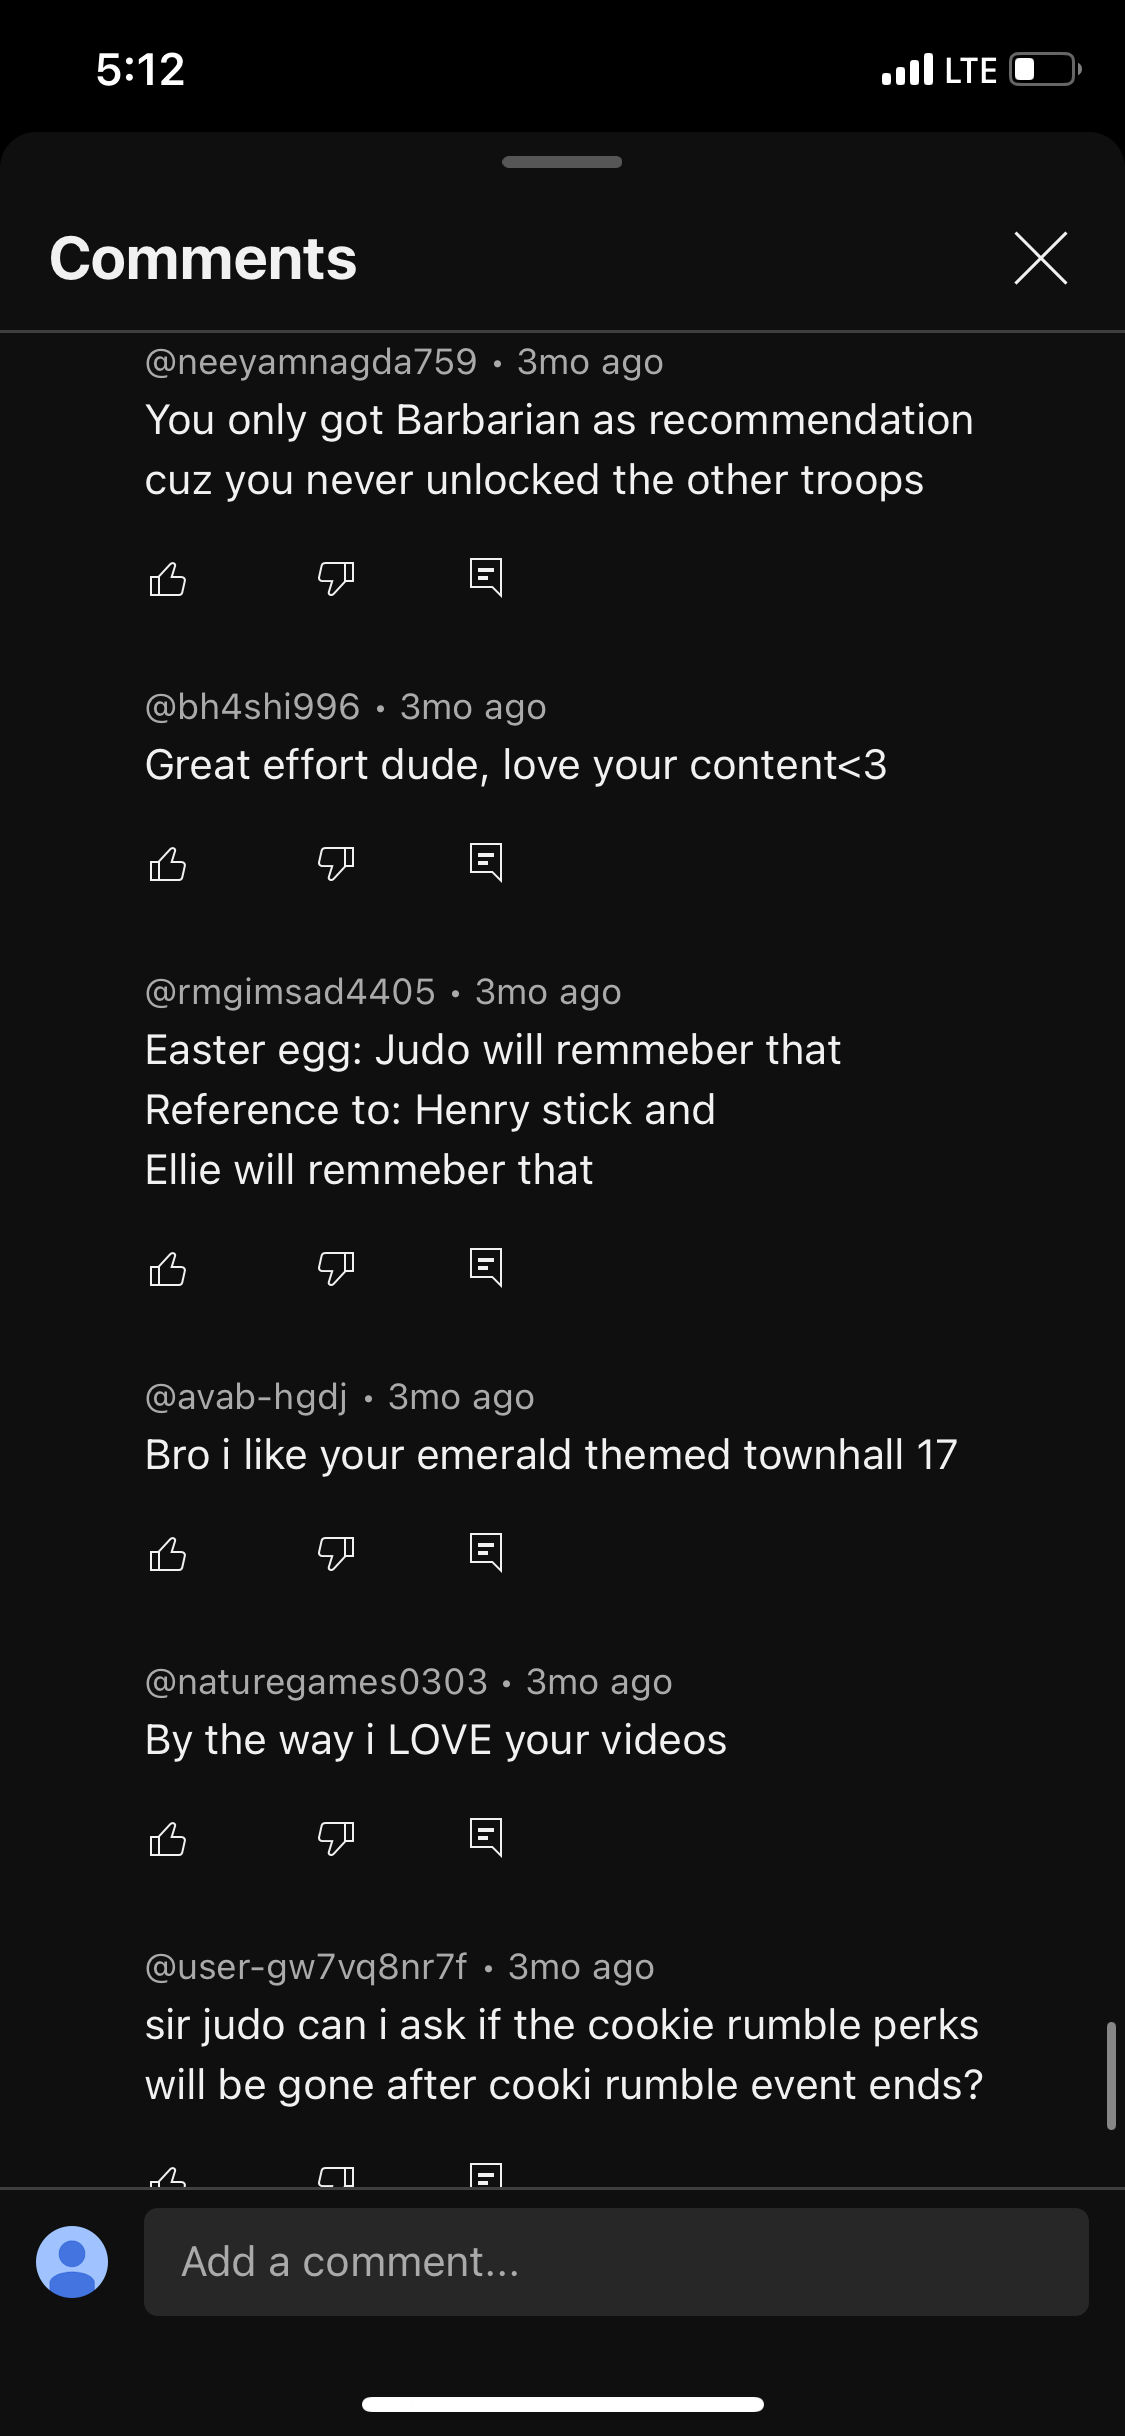 5:12
LTE
Comments
@neeyamnagda759 • 3mo ago
You only got Barbarian as recommendation
cuz you never unlocked the other troops
@bh4shi996 • 3mo ago
Great effort dude, love your content<3
@rmgimsad4405 • 3mo ago
Easter egg: Judo will remmeber that
Reference to: Henry stick and
Ellie will remmeber that
@avab-hgdj • 3mo ago
Bro i like your emerald themed townhall 17
@naturegames0303 • 3mo ago
By the way i LOVE your videos
@user-gw7vq8nr7f • 3mo ago
sir judo can i ask if the cookie rumble perks
will be gone after cooki rumble event ends?
Add a comment...